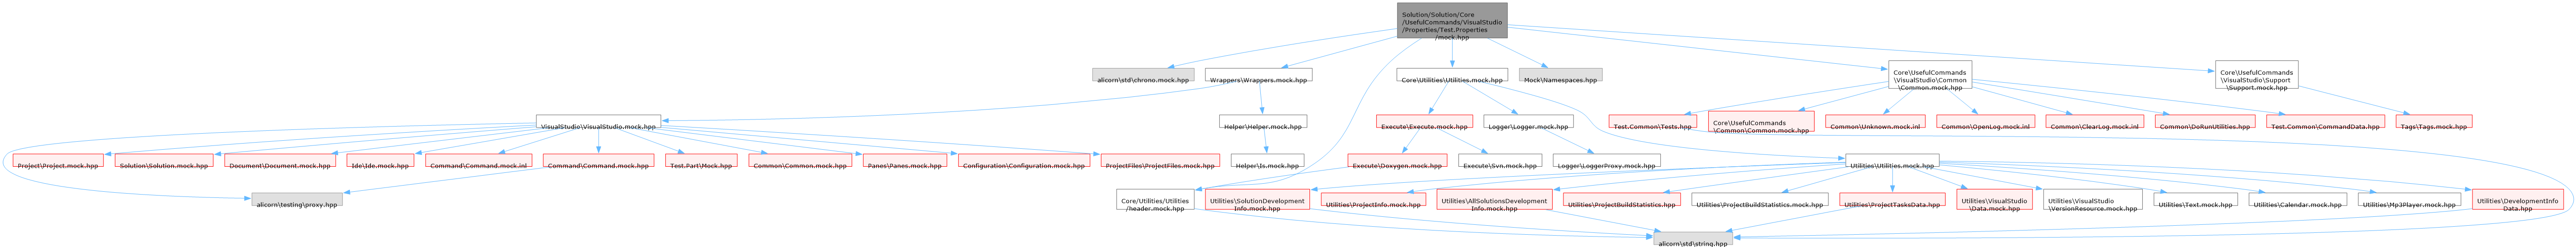 Solution/Solution/Core
/UsefulCommands/VisualStudio
/Properties/Test.Properties
/mock.hpp
alicorn\std\chrono.mock.hpp
Wrappers\Wrappers.mock.hpp
Core\Utilities\Utilities.mock.hpp
Mock\Namespaces.hpp
Core\UsefulCommands
\VisualStudio\Common
\Common.mock.hpp
Core\UsefulCommands
\VisualStudio\Support
\Support.mock.hpp
VisualStudio\VisualStudio.mock.hpp
Helper\Helper.mock.hpp
Execute\Execute.mock.hpp
Logger\Logger.mock.hpp
Test.Common\Tests.hpp
Core\UsefulCommands
\Common\Common.mock.hpp
Common\Unknown.mock.inl
Common\OpenLog.mock.inl
Common\ClearLog.mock.inl
Common\DoRunUtilities.hpp
Test.Common\CommandData.hpp
Tags\Tags.mock.hpp
Project\Project.mock.hpp
Solution\Solution.mock.hpp
Document\Document.mock.hpp
Ide\Ide.mock.hpp
Command\Command.mock.inl
Command\Command.mock.hpp
Test.Part\Mock.hpp
Common\Common.mock.hpp
Panes\Panes.mock.hpp
Configuration\Configuration.mock.hpp
ProjectFiles\ProjectFiles.mock.hpp
Helper\Is.mock.hpp
Execute\Doxygen.mock.hpp
Execute\Svn.mock.hpp
Logger\LoggerProxy.mock.hpp
Utilities\Utilities.mock.hpp
alicorn\testing\proxy.hpp
Core/Utilities/Utilities
/header.mock.hpp
Utilities\SolutionDevelopment
Info.mock.hpp
Utilities\ProjectInfo.mock.hpp
Utilities\AllSolutionsDevelopment
Info.mock.hpp
Utilities\ProjectBuildStatistics.hpp
Utilities\ProjectBuildStatistics.mock.hpp
Utilities\ProjectTasksData.hpp
Utilities\VisualStudio
\Data.mock.hpp
Utilities\VisualStudio
\VersionResource.mock.hpp
Utilities\Text.mock.hpp
Utilities\Calendar.mock.hpp
Utilities\Mp3Player.mock.hpp
Utilities\DevelopmentInfo
Data.hpp
alicorn\std\string.hpp